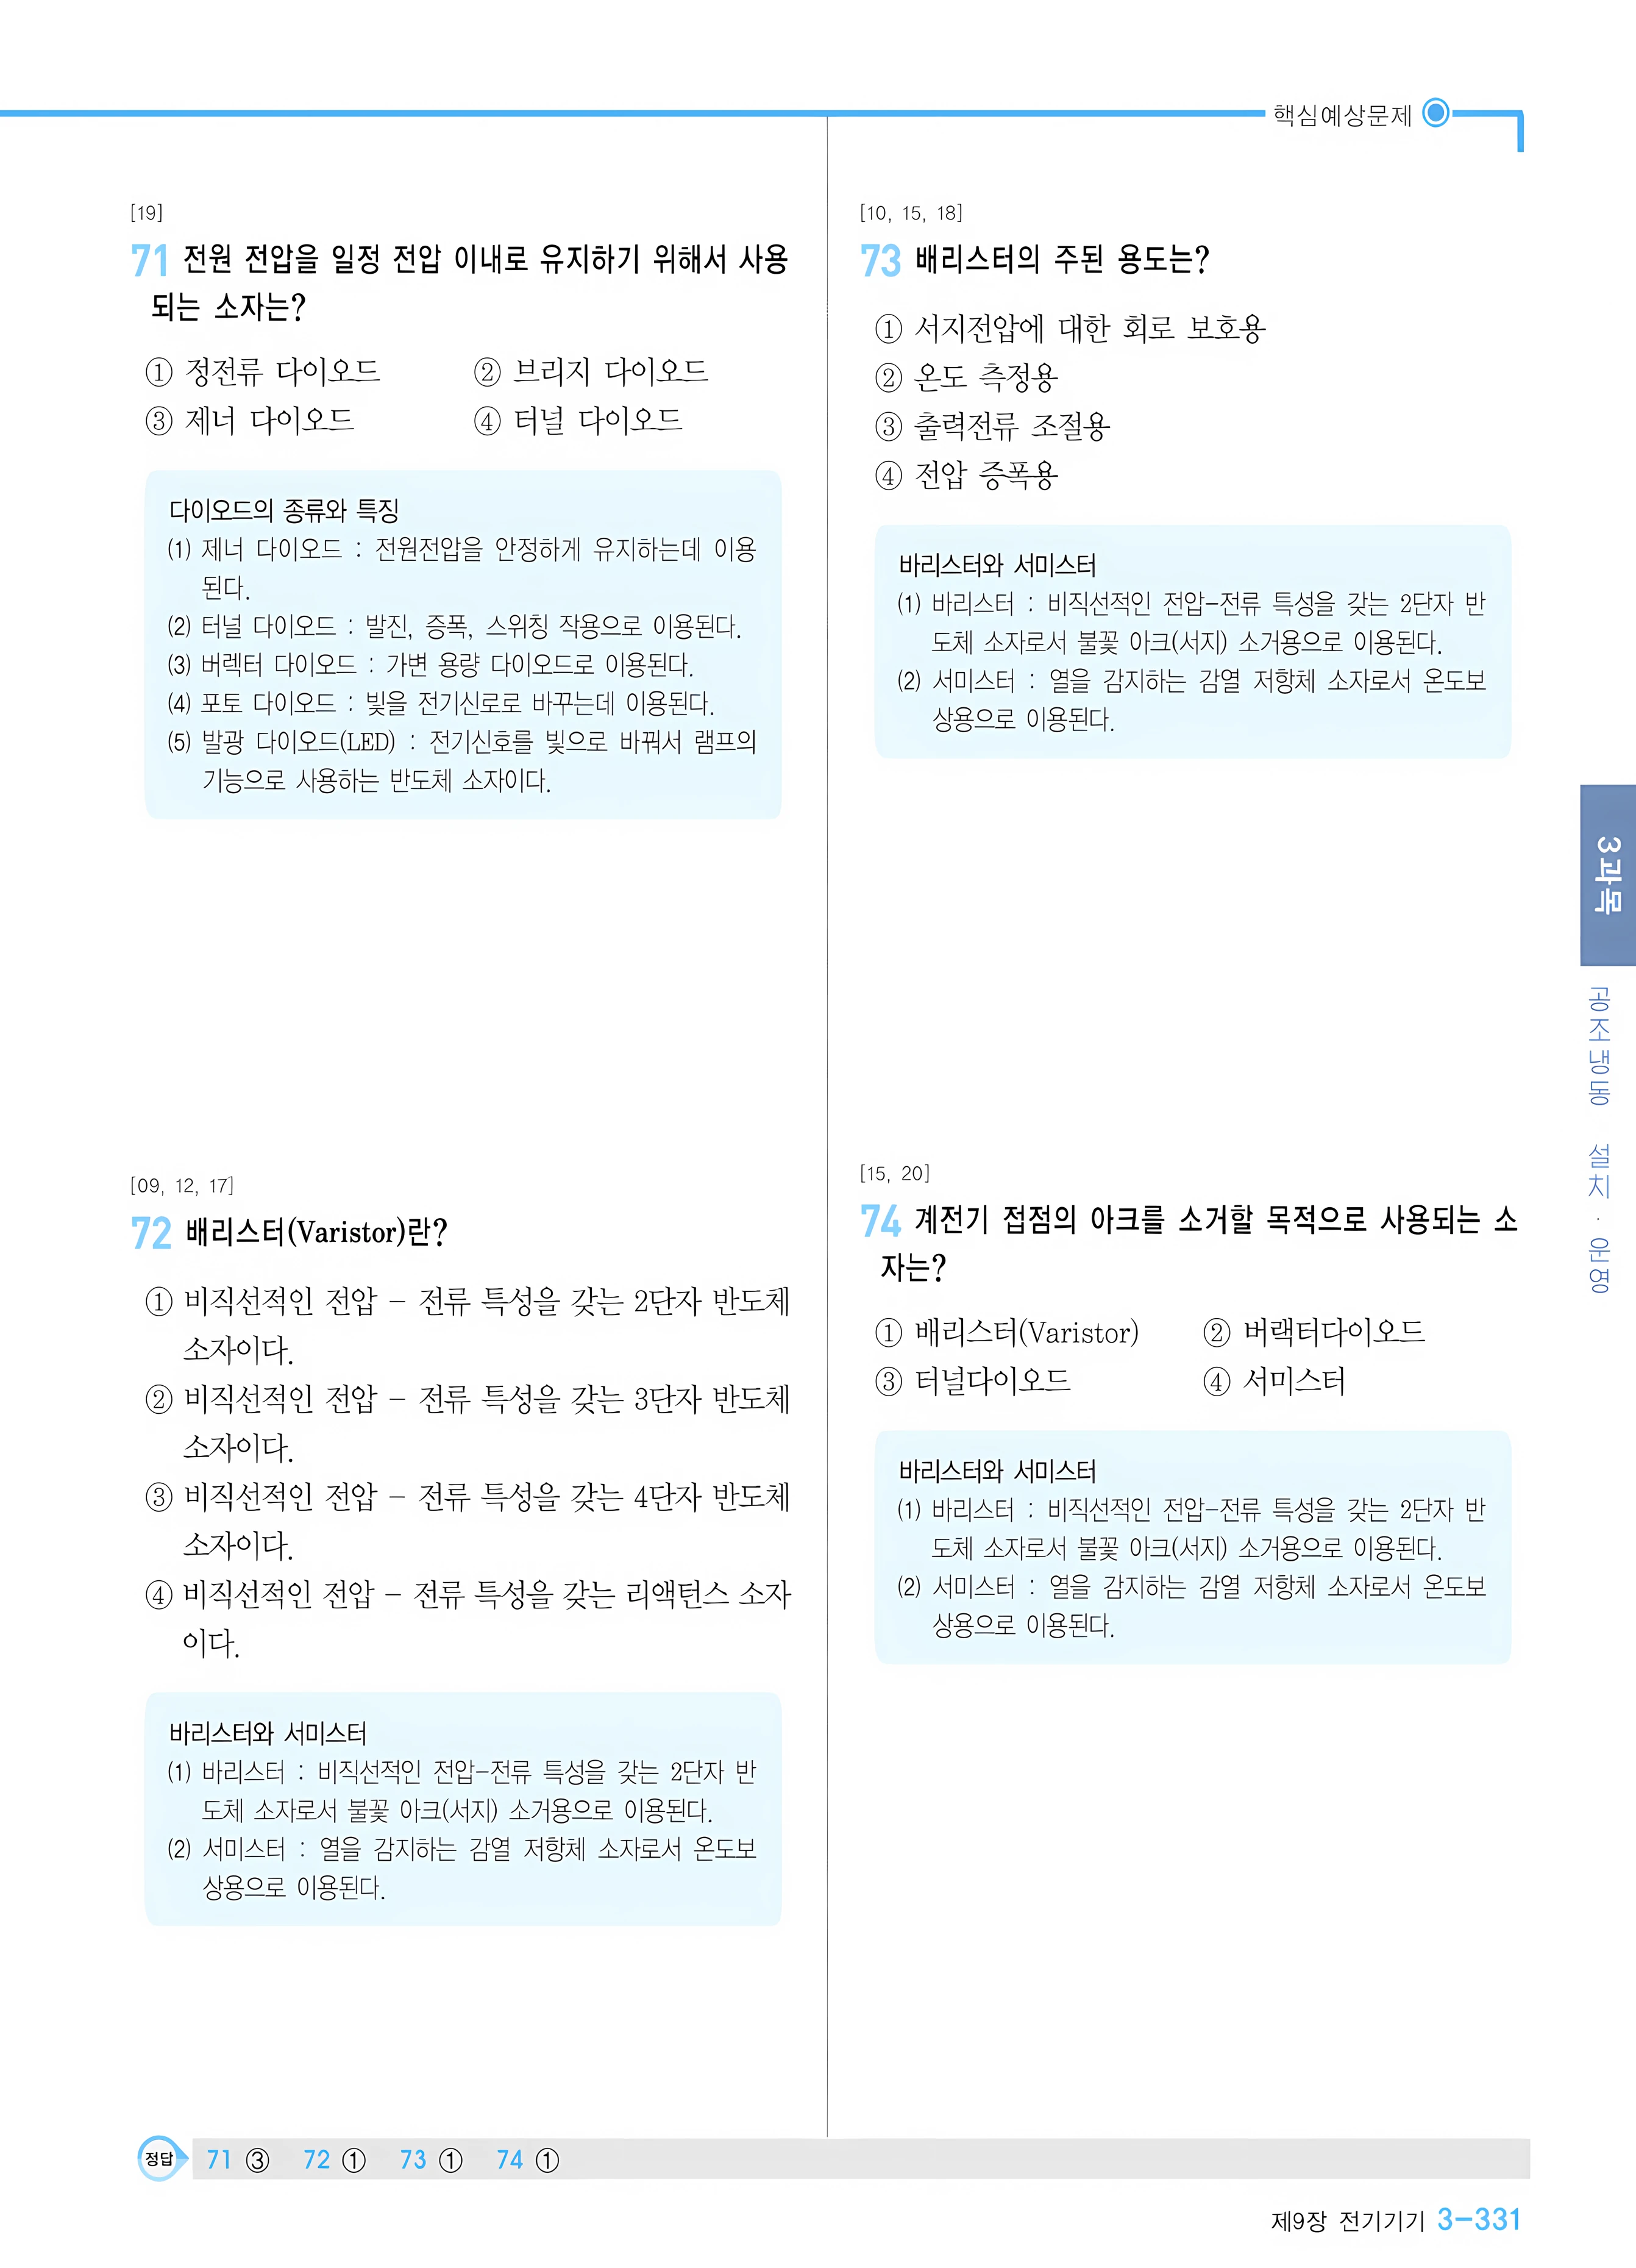 핵심예상문제
[19]
71 전원 전압을 일정 전압 이내로 유지하기 위해서 사용
되는 소자는?
① 정전류 다이오드 ② 브리지 다이오드
③ 제너 다이오드 ④ 터널 다이오드
다이오드의 종류와 특징
(1) 제너 다이오드 : 전원전압을 안정하게 유지하는데 이용
된다.
(2) 터널 다이오드 : 발진, 증폭, 스위칭 작용으로 이용된다.
(3) 버렉터 다이오드 : 가변 용량 다이오드로 이용된다.
(4) 포토 다이오드 : 빛을 전기신로로 바꾸는데 이용된다.
(5) 발광 다이오드(LED) : 전기신호를 빛으로 바꿔서 램프의
기능으로 사용하는 반도체 소자이다.
[09, 12, 17]
72 배리스터(Varistor)란?
① 비직선적인 전압 - 전류 특성을 갖는 2단자 반도체
소자이다.
② 비직선적인 전압 - 전류 특성을 갖는 3단자 반도체
소자이다.
③ 비직선적인 전압 - 전류 특성을 갖는 4단자 반도체
소자이다.
④ 비직선적인 전압 - 전류 특성을 갖는 리액턴스 소자
이다.
바리스터와 서미스터
(1) 바리스터 : 비직선적인 전압-전류 특성을 갖는 2단자 반
도체 소자로서 불꽃 아크(서지) 소거용으로 이용된다.
(2) 서미스터 : 열을 감지하는 감열 저항체 소자로서 온도보
상용으로 이용된다.
[10, 15, 18]
73 배리스터의 주된 용도는?
① 서지전압에 대한 회로 보호용
② 온도 측정용
③ 출력전류 조절용
④ 전압 증폭용
바리스터와 서미스터
(1) 바리스터 : 비직선적인 전압-전류 특성을 갖는 2단자 반
도체 소자로서 불꽃 아크(서지) 소거용으로 이용된다.
(2) 서미스터 : 열을 감지하는 감열 저항체 소자로서 온도보
상용으로 이용된다.
[15, 20]
74 계전기 접점의 아크를 소거할 목적으로 사용되는 소
자는?
① 배리스터(Varistor) ② 버랙터다이오드
③ 터널다이오드 ④ 서미스터
바리스터와 서미스터
(1) 바리스터 : 비직선적인 전압-전류 특성을 갖는 2단자 반
도체 소자로서 불꽃 아크(서지) 소거용으로 이용된다.
(2) 서미스터 : 열을 감지하는 감열 저항체 소자로서 온도보
상용으로 이용된다.
3과목
공조냉동 설치·운영
정답 71 ③ 72 ① 73 ① 74 ①
제9장 전기기기 3-331